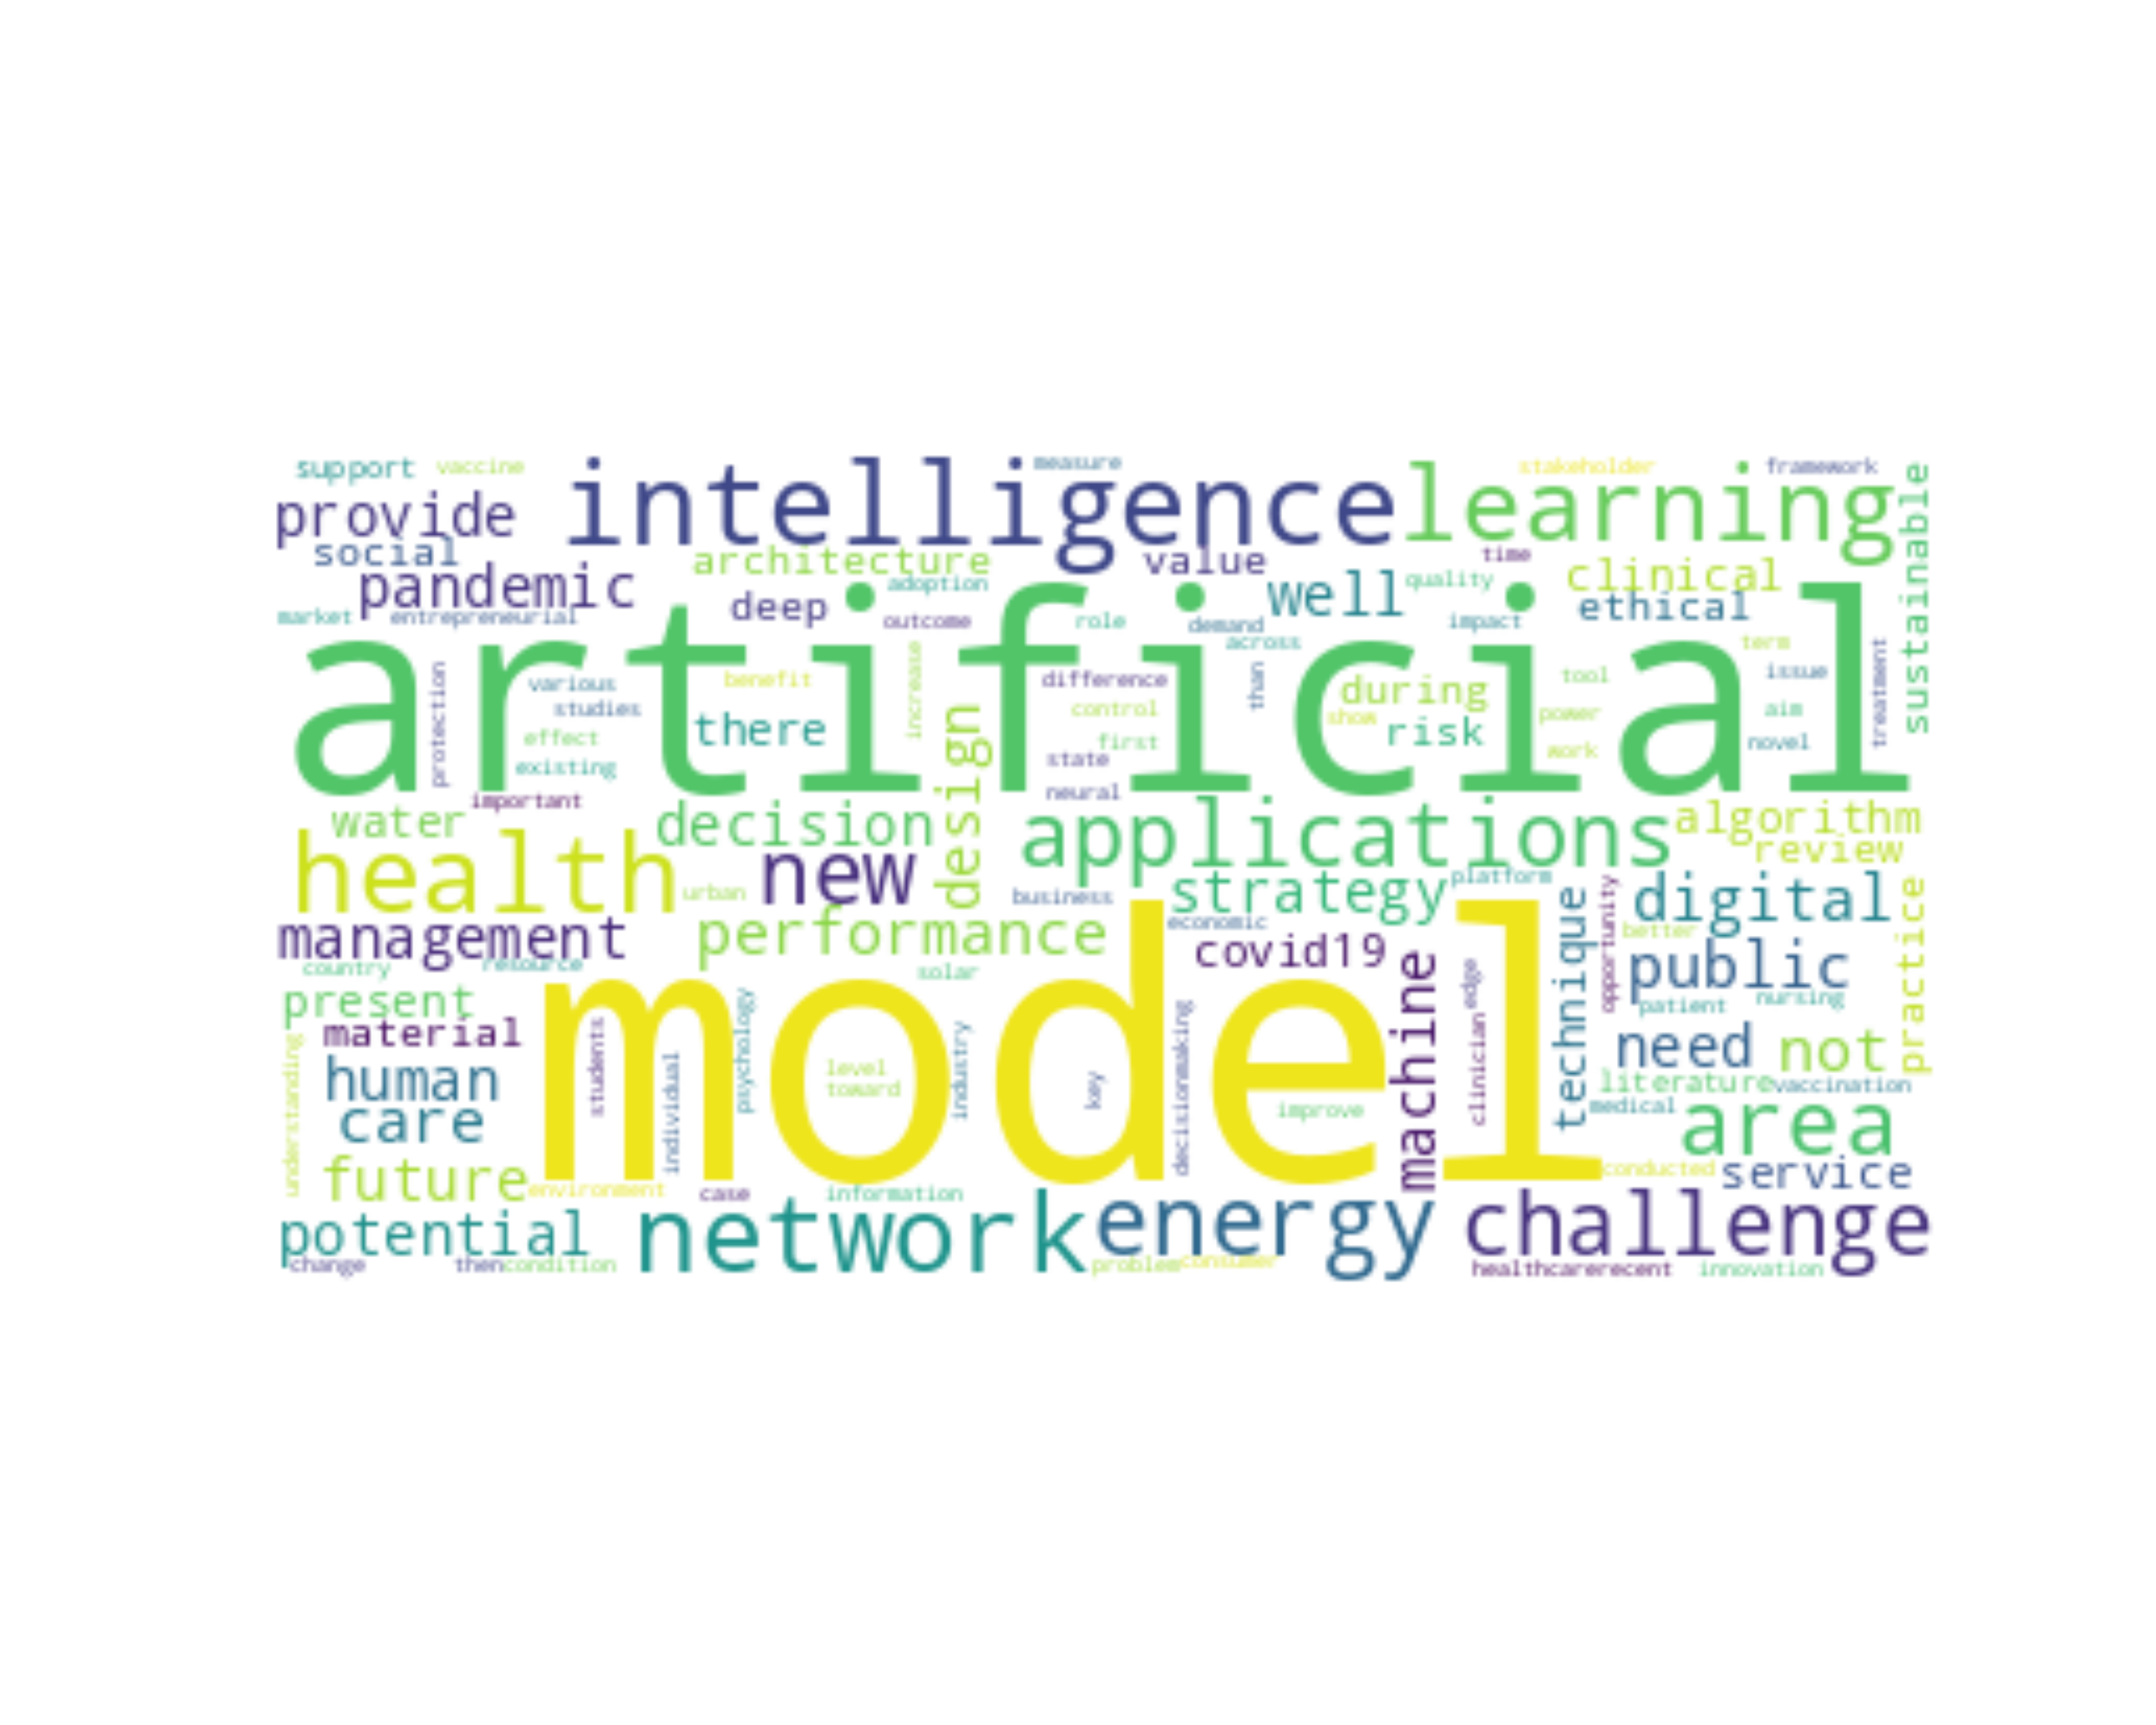 support vaccine intelligence measure learning stakeholder framework
provide sustainable
social architecture value time
pandemic adoption deep well quality clinical ethical
market entrepreneurial outcome role demand impact
artificial across term
protection various benefit increase difference than during tool issue treatment
studies there control show risk power aim
effect first work novel
existing design state
important neural
water decision applications algorithm
health new review
urban business strategy platform digital practice
management performance economic technique opportunity better
country resource solar covid19 machine public
present model edge patient nursing
material students psychology industry decisionmaking need not
understanding human individual level key clinician literature vaccination
care toward improve medical area
future environment case information conducted service
potential network energy challenge
change then condition problem consumer healthcare recent innovation